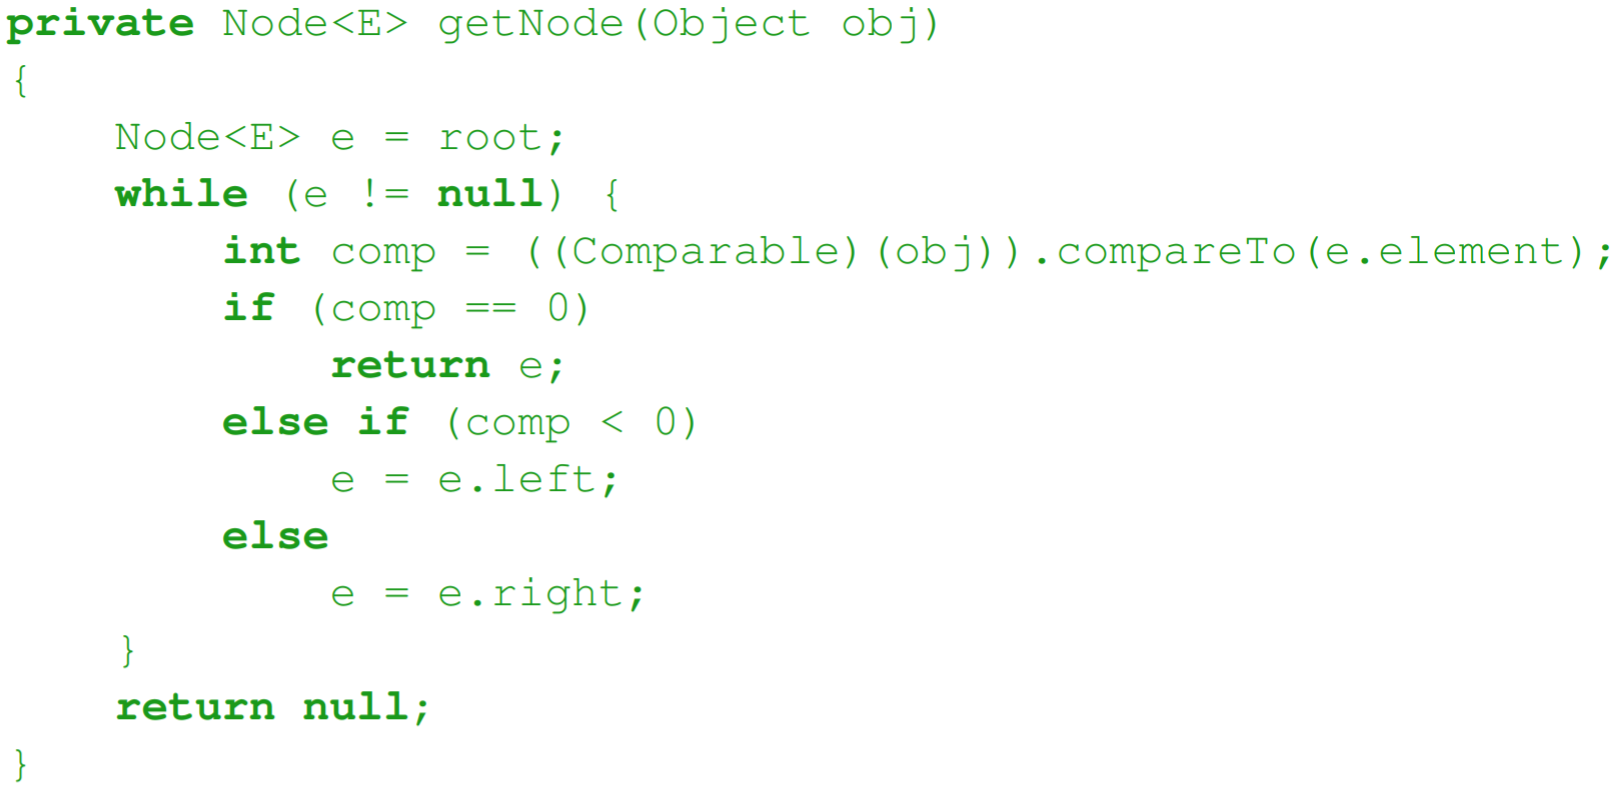 private Node<E> getNode(Object obj)
{
    Node<E> e = root;
    while (e != null) {
        int comp = ((Comparable)(obj)).compareTo(e.element);
        if (comp == 0)
            return e;
        else if (comp < 0)
            e = e.left;
        else
            e = e.right;
    }
    return null;
}